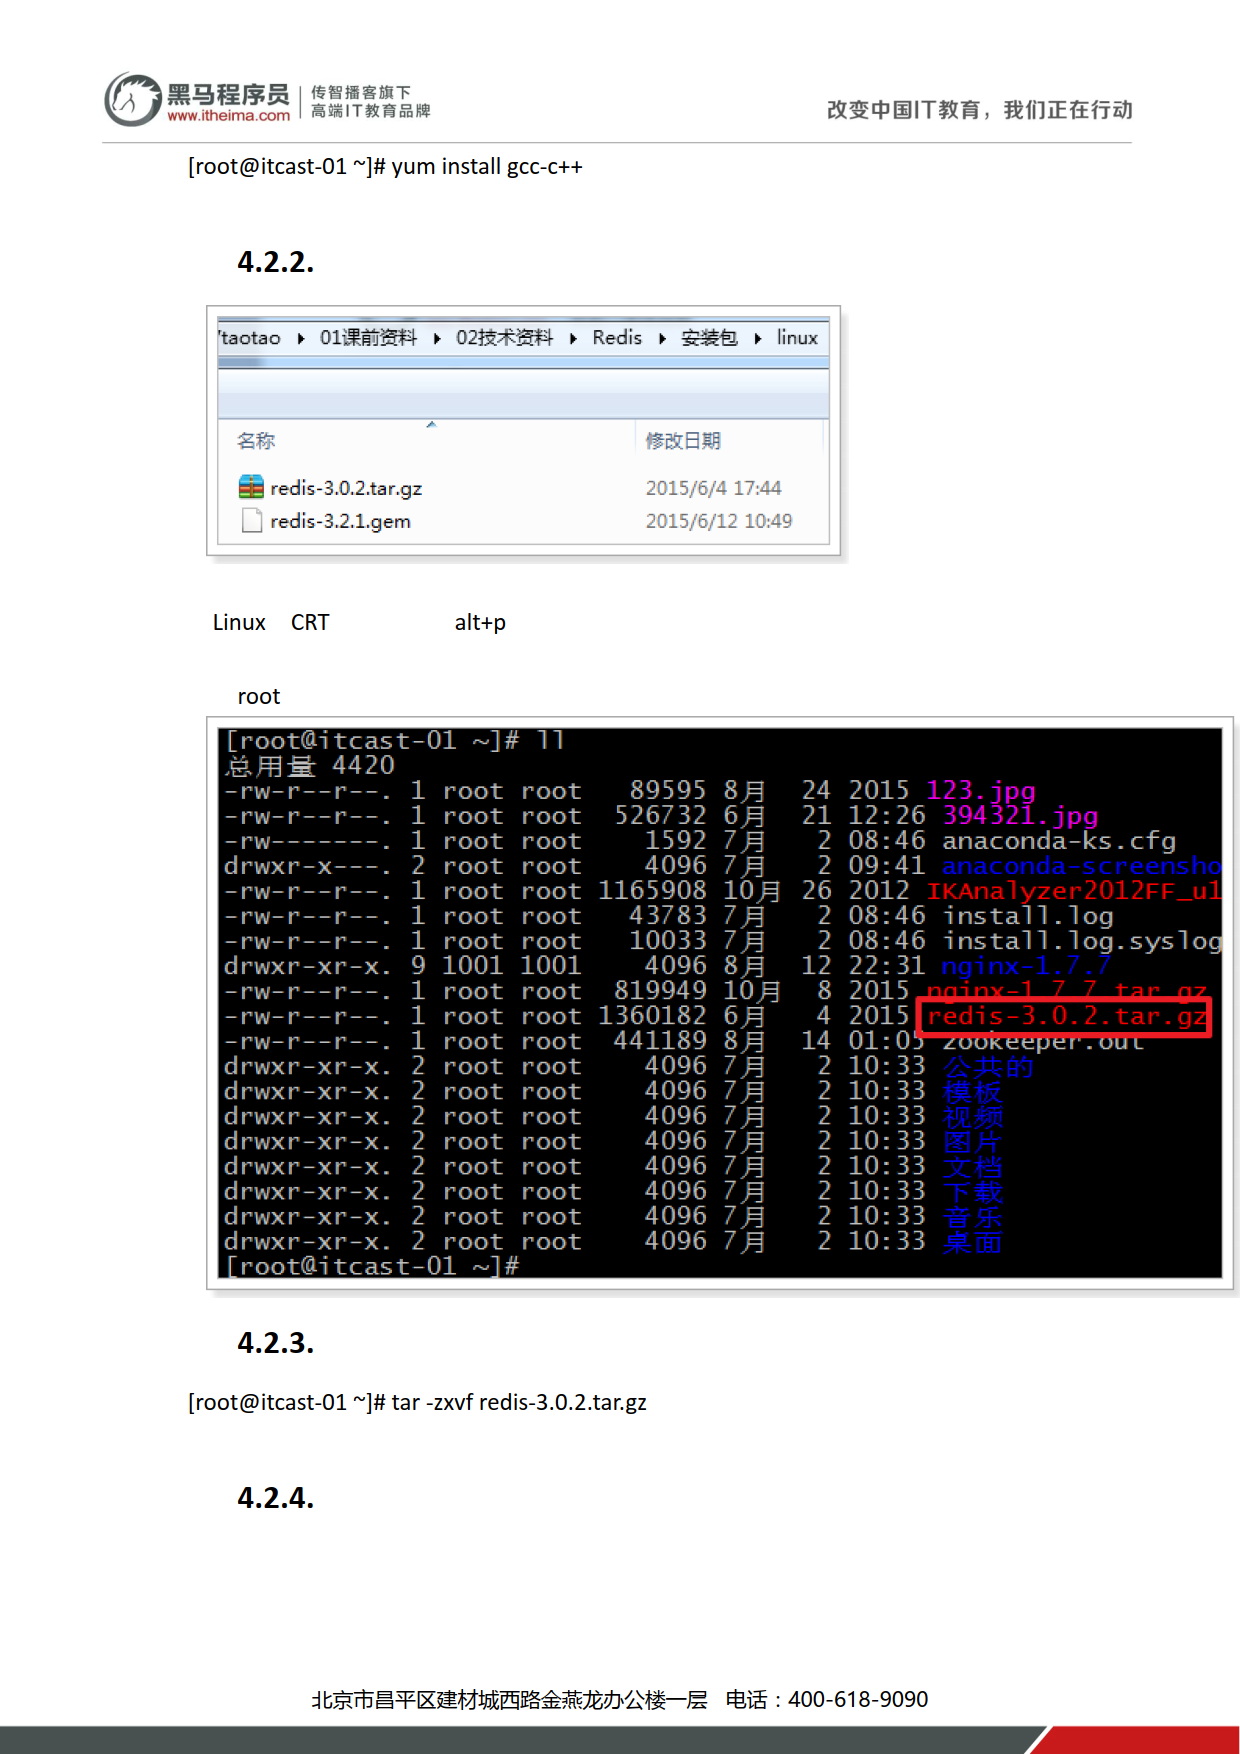 黑马程序员 传智播客旗下
www.itheima.com 高端IT教育品牌
改变中国IT教育，我们正在行动
[root@itcast-01 ~]# yum install gcc-c++
4.2.2.
taotao 01课前资料 02技术资料 Redis 安装包 linux
名称 修改日期
redis-3.0.2.tar.gz 2015/6/4 17:44
redis-3.2.1.gem 2015/6/12 10:49
Linux CRT alt+p
root
[root@itcast-01 ~]# ll
总用量 4420
-rw-r--r--. 1 root root 89595 8月 24 2015 123.jpg
-rw-r--r--. 1 root root 526732 6月 21 12:26 394321.jpg
-rw-------. 1 root root 1592 7月 2 08:46 anaconda-ks.cfg
drwxr-x---. 2 root root 4096 7月 2 09:41 anaconda-screensho
-rw-r--r--. 1 root root 1165908 10月 26 2012 IKAnalyzer2012FF_u1
-rw-r--r--. 1 root root 43783 7月 2 08:46 install.log
-rw-r--r--. 1 root root 10033 7月 2 08:46 install.log.syslog
drwxr-xr-x. 9 1001 1001 4096 8月 12 22:31 nginx-1.7.7
-rw-r--r--. 1 root root 819949 10月 8 2015 nginx-1.7.7.tar.gz
-rw-r--r--. 1 root root 1360182 6月 4 2015 redis-3.0.2.tar.gz
-rw-r--r--. 1 root root 441189 8月 14 01:05 zookeeper.out
drwxr-xr-x. 2 root root 4096 7月 2 10:33 公共的
drwxr-xr-x. 2 root root 4096 7月 2 10:33 模板
drwxr-xr-x. 2 root root 4096 7月 2 10:33 视频
drwxr-xr-x. 2 root root 4096 7月 2 10:33 图片
drwxr-xr-x. 2 root root 4096 7月 2 10:33 文档
drwxr-xr-x. 2 root root 4096 7月 2 10:33 下载
drwxr-xr-x. 2 root root 4096 7月 2 10:33 音乐
drwxr-xr-x. 2 root root 4096 7月 2 10:33 桌面
[root@itcast-01 ~]#
4.2.3.
[root@itcast-01 ~]# tar -zxvf redis-3.0.2.tar.gz
4.2.4.
北京市昌平区建材城西路金燕龙办公楼一层 电话：400-618-9090